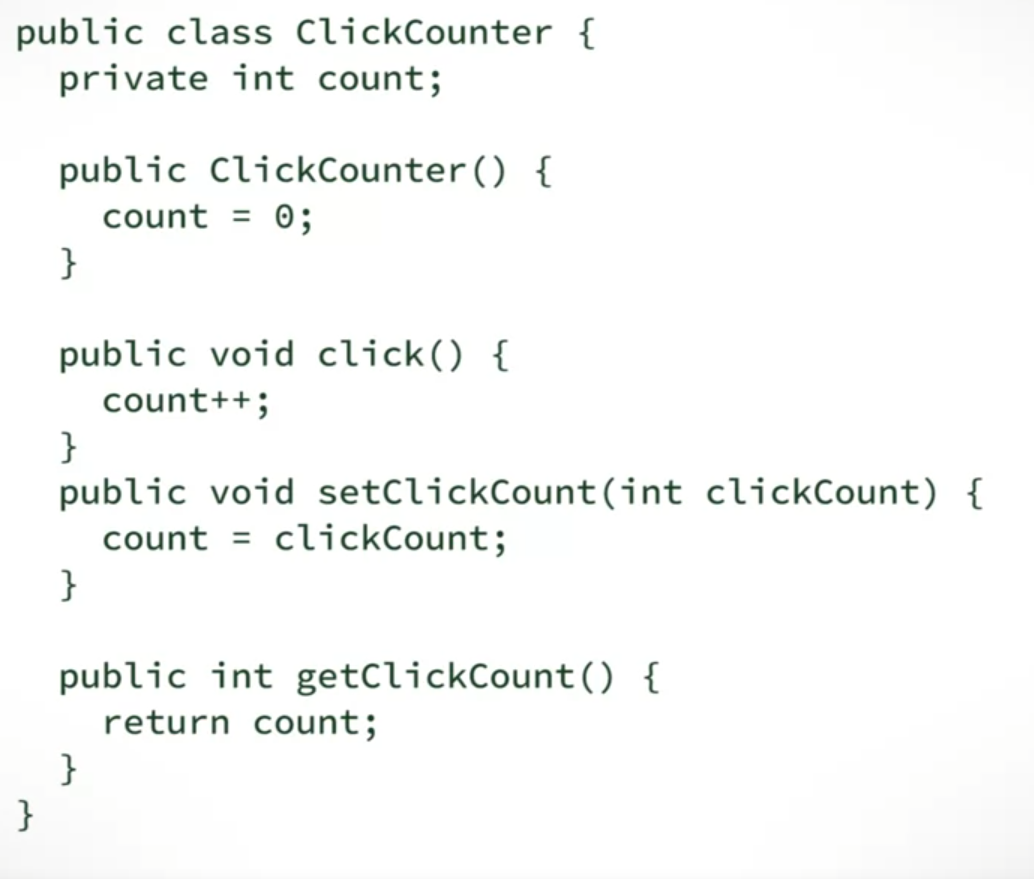 public class ClickCounter {
  private int count;

  public ClickCounter() {
    count = 0;
  }

  public void click() {
    count++;
  }
  public void setClickCount(int clickCount) {
    count = clickCount;
  }

  public int getClickCount() {
    return count;
  }
}